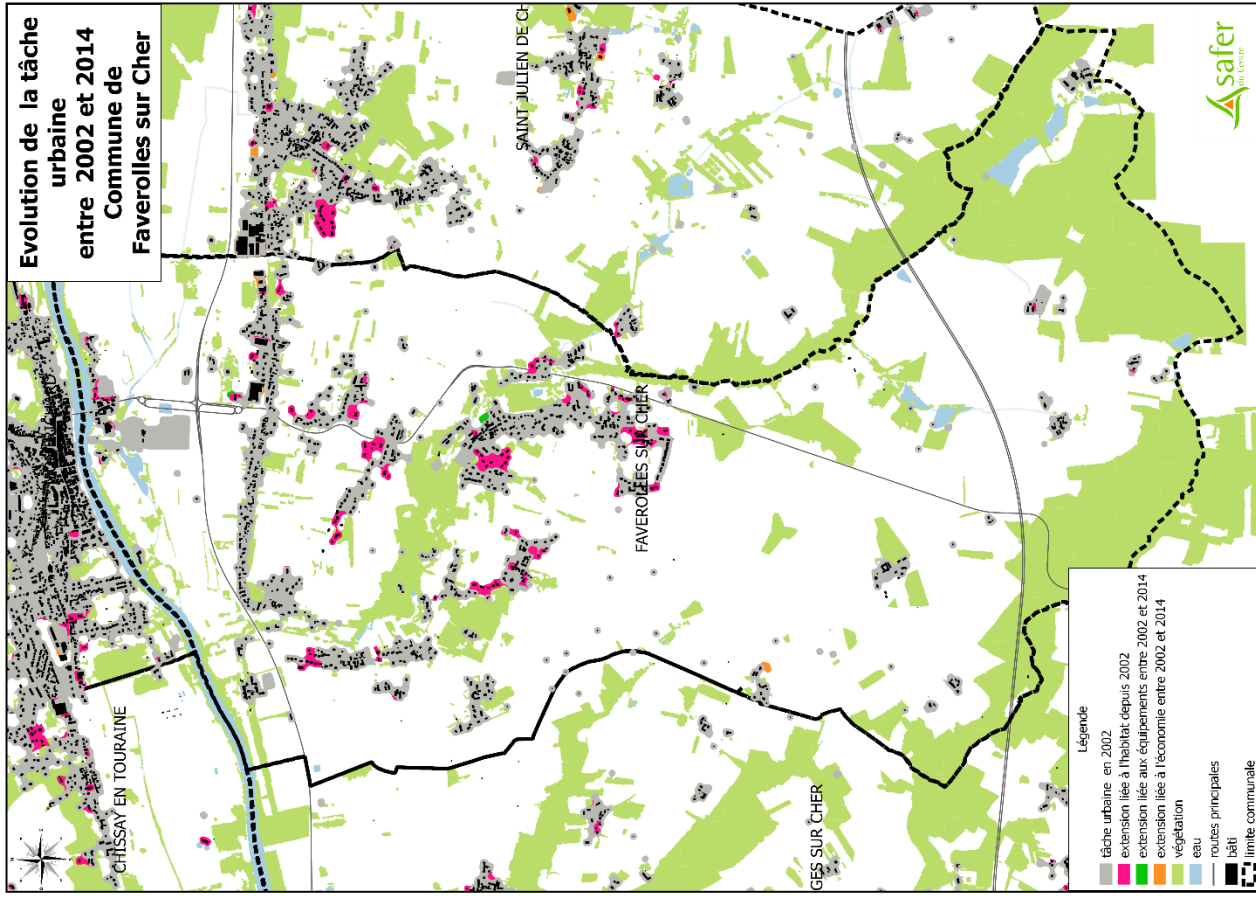 Evolution de la tâche
urbaine
entre 2002 et 2014
Commune de
Faverolles sur Cher
CHISSAY EN TOURAINE
SAINT JULIEN DE CH
FAVEROLLES SUR CHER
GES SUR CHER
Légende
tâche urbaine en 2002
extension liée à l'habitat depuis 2002
extension liée aux équipements entre 2002 et 2014
extension liée à l'économie entre 2002 et 2014
végétation
eau
routes principales
bâti
limite communale
safer
du Centre